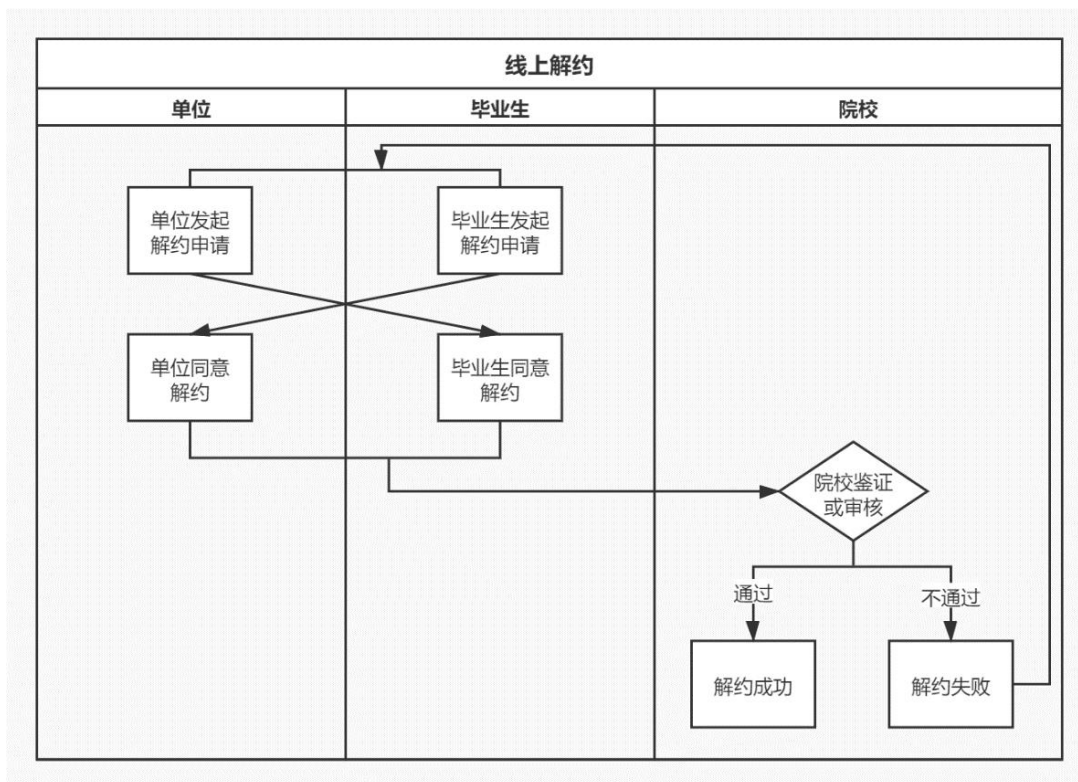 线上解约
单位
毕业生
院校
单位发起
解约申请
毕业生发起
解约申请
单位同意
解约
毕业生同意
解约
院校鉴证
或审核
通过
不通过
解约成功
解约失败